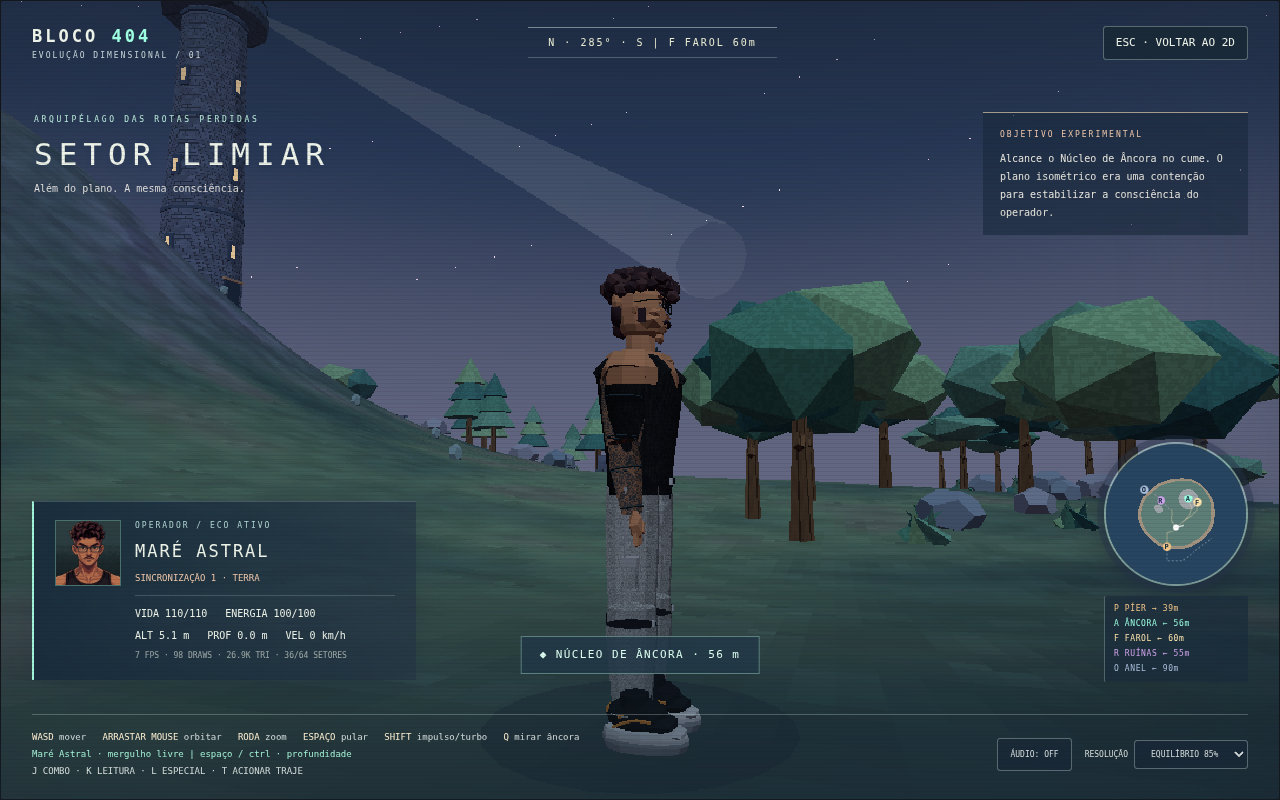 BLOCO 404
EVOLUÇÃO DIMENSIONAL / 01
N · 285° · S | F FAROL 60m
ESC · VOLTAR AO 2D
ARQUIPÉLAGO DAS ROTAS PERDIDAS
SETOR LIMIAR
Além do plano. A mesma consciência.
OBJETIVO EXPERIMENTAL
Alcance o Núcleo de Âncora no cume. O
plano isométrico era uma contenção
para estabilizar a consciência do
operador.
OPERADOR / ECO ATIVO
MARÉ ASTRAL
SINCRONIZAÇÃO 1 · TERRA
VIDA 110/110 ENERGIA 100/100
ALT 5.1 m PROF 0.0 m VEL 0 km/h
7 FPS · 98 DRAWS · 26.9K TRI · 36/64 SETORES
◆ NÚCLEO DE ÂNCORA · 56 m
O
R
A
F
P
P PÍER → 39m
A ÂNCORA ← 56m
F FAROL ← 60m
R RUÍNAS ← 55m
O ANEL ← 90m
WASD mover ARRASTAR MOUSE orbitar RODA zoom ESPAÇO pular SHIFT impulso/turbo Q mirar âncora
Maré Astral · mergulho livre | espaço / ctrl · profundidade
J COMBO · K LEITURA · L ESPECIAL · T ACIONAR TRAJE
ÁUDIO: OFF
RESOLUÇÃO
EQUILÍBRIO 85%